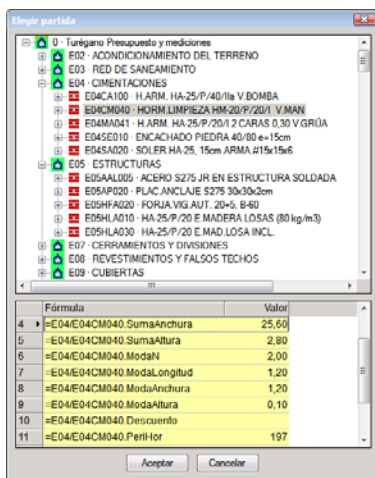 Elegir partida
0 · Turégano Presupuesto y mediciones
E02 · ACONDICIONAMIENTO DEL TERRENO
E03 · RED DE SANEAMIENTO
E04 · CIMENTACIONES
E04CA100 · H.ARM. HA-25/P/40/IIa V.BOMBA
E04CM040 · HORM.LIMPIEZA HM-20/P/20/I V.MAN
E04MA041 · H.ARM. HA-25/P/20/I 2 CARAS 0,30 V.GRÚA
E04SE010 · ENCACHADO PIEDRA 40/80 e=15cm
E04SA020 · SOLER.HA-25, 15cm.ARMA.#15x15x6
E05 · ESTRUCTURAS
E05AAL005 · ACERO S275 JR EN ESTRUCTURA SOLDADA
E05AP020 · PLAC.ANCLAJE S275 30x30x2cm
E05HFA020 · FORJA.VIG.AUT. 20+5, B-60
E05HLA010 · HA-25/P/20 E.MADERA LOSAS (80 kg/m3)
E05HLA030 · HA-25/P/20 E.MAD.LOSA INCL.
E07 · CERRAMIENTOS Y DIVISIONES
E08 · REVESTIMIENTOS Y FALSOS TECHOS
E09 · CUBIERTAS
Fórmula Valor
4 =E04/E04CM040.SumaAnchura 25,60
5 =E04/E04CM040.SumaAltura 2,80
6 =E04/E04CM040.ModaN 2,00
7 =E04/E04CM040.ModaLongitud 1,20
8 =E04/E04CM040.ModaAnchura 1,20
9 =E04/E04CM040.ModaAltura 0,10
10 =E04/E04CM040.Descuento
11 =E04/E04CM040.PeriHor 197
Aceptar Cancelar